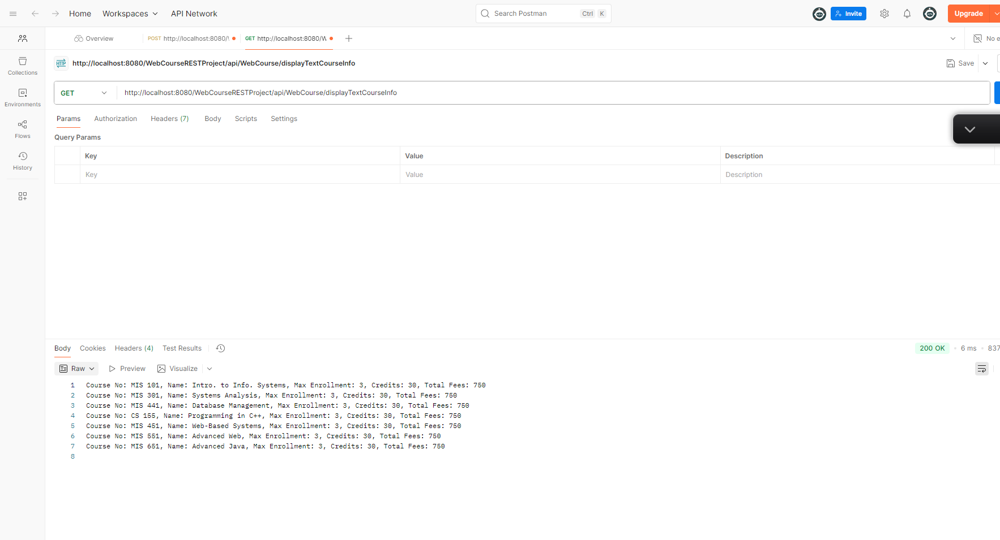 Home Workspaces API Network Search Postman Ctrl K Invite Upgrade
Overview POST http://localhost:8080/\ GET http://localhost:8080/W No e
http://localhost:8080/WebCourseRESTProject/api/WebCourse/displayTextCourseInfo Save
GET http://localhost:8080/WebCourseRESTProject/api/WebCourse/displayTextCourseInfo
Collections
Environments
Flows
History
Params Authorization Headers (7) Body Scripts Settings
Query Params
Key Value Description
Key Value Description
Body Cookies Headers (4) Test Results 200 OK • 6 ms • 837
Raw Preview Visualize
1 Course No: MIS 101, Name: Intro. to Info. Systems, Max Enrollment: 3, Credits: 30, Total Fees: 750
2 Course No: MIS 301, Name: Systems Analysis, Max Enrollment: 3, Credits: 30, Total Fees: 750
3 Course No: MIS 441, Name: Database Management, Max Enrollment: 3, Credits: 30, Total Fees: 750
4 Course No: CS 155, Name: Programming in C++, Max Enrollment: 3, Credits: 30, Total Fees: 750
5 Course No: MIS 451, Name: Web-Based Systems, Max Enrollment: 3, Credits: 30, Total Fees: 750
6 Course No: MIS 551, Name: Advanced Web, Max Enrollment: 3, Credits: 30, Total Fees: 750
7 Course No: MIS 651, Name: Advanced Java, Max Enrollment: 3, Credits: 30, Total Fees: 750
8